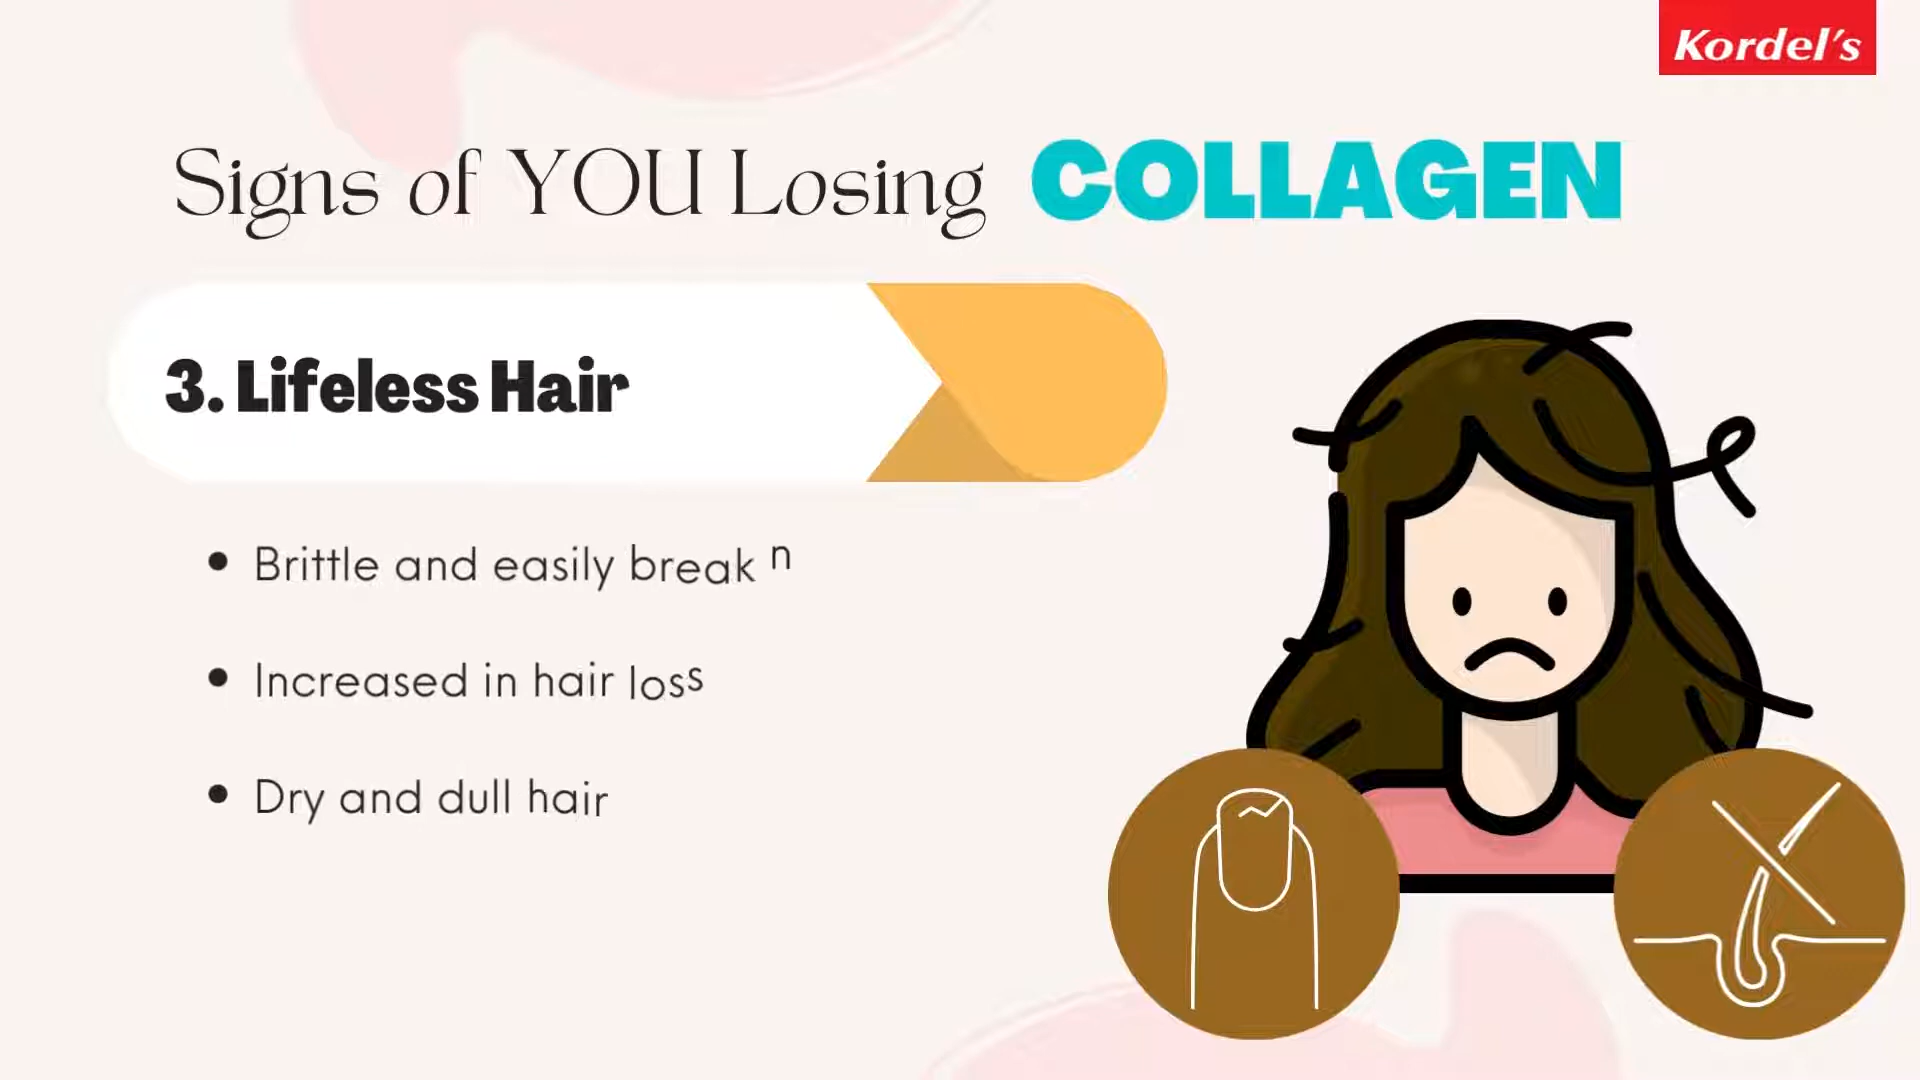 Kordel's
Signs of YOU Losing COLLAGEN
3. Lifeless Hair
• Brittle and easily break n
• Increased in hair loss
• Dry and dull hair